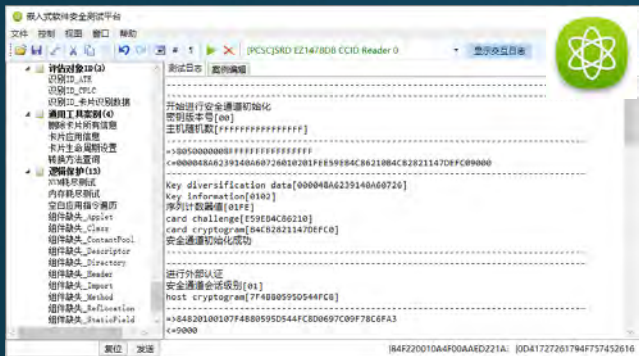 嵌入式软件安全测试平台
文件 控制 视图 窗口 帮助
[PCSC]SRD EZ1478D8 CCID Reader 0
显示交互日志
评估对象ID(3)
识别ID_ATR
识别ID_CPLC
识别ID_卡片识别数据
通用工具案例(4)
删除卡片所有信息
卡片应用信息
卡片生命周期设置
转换方法查询
逻辑保护(13)
NVM耗尽测试
内存耗尽测试
空白应用指令遍历
组件缺失_Applet
组件缺失_Class
组件缺失_ConstantPool
组件缺失_Descriptor
组件缺失_Directory
组件缺失_Header
组件缺失_Import
组件缺失_Method
组件缺失_RefLocation
组件缺失_StaticField
测试日志 案例编辑
开始进行安全通道初始化
密钥版本号[00]
主机随机数[FFFFFFFFFFFFFFFF]
=>8050000008FFFFFFFFFFFFFFFF
<=000048A6239140A60726010201FEE59E84C86210B4CB2821147DEFC09000
Key diversification data[000048A6239140A60726]
Key information[0102]
序列计数器值[01FE]
card challenge[E59E84C86210]
card cryptogram[B4CB2821147DEFC0]
安全通道初始化成功
进行外部认证
安全通道会话级别[01]
host cryptogram[7F4BB0595D544FC8]
=>84820100107F4BB0595D544FC8D0697C09F78C6FA3
<=9000
复位 发送
[84F220010A4F00AAED221A] [0D41727261794F757452616